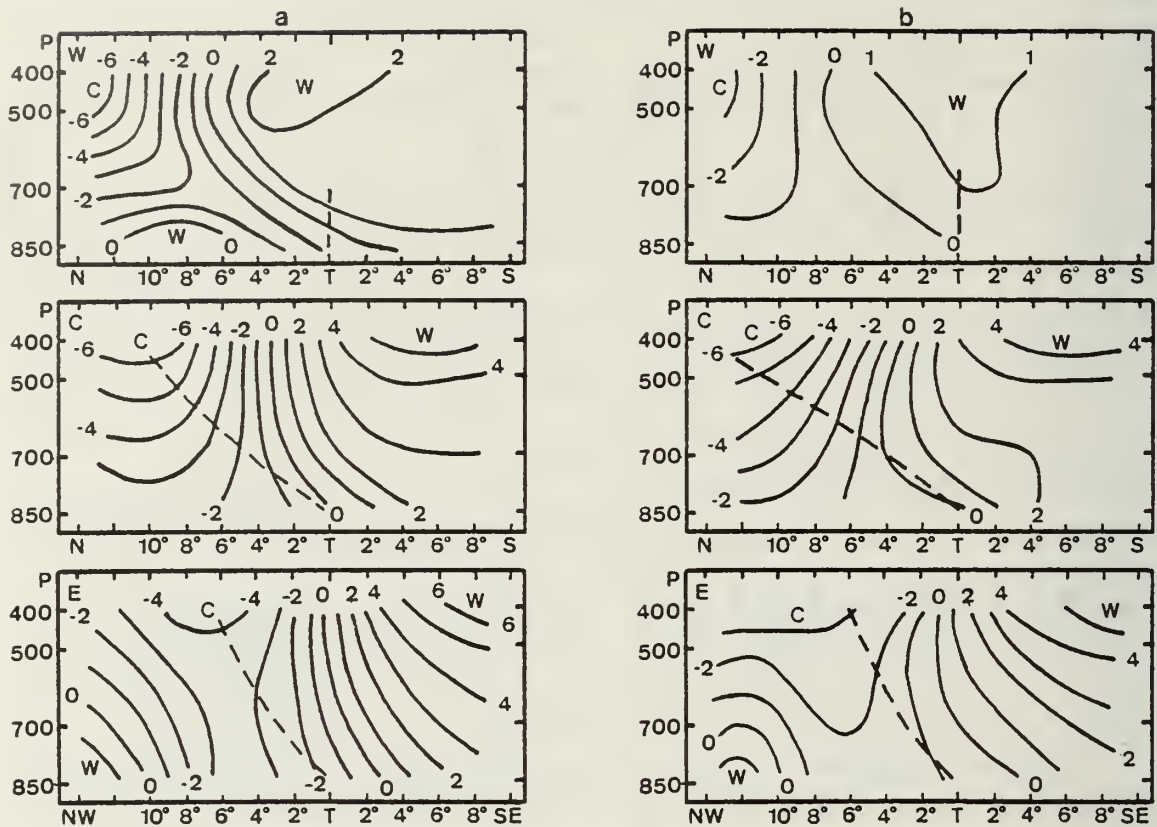 a
P W -6 -4 -2 0 2 2
400 C W
500 -6
-4
700 -2
850 0 W 0
N 10° 8° 6° 4° 2° T 2° 4° 6° 8° S
P C C -6 -4 -2 0 2 4 W
400 -6 4
500
-4
700
850 -2 0 2
N 10° 8° 6° 4° 2° T 2° 4° 6° 8° S
P E -4 C -4 -2 0 2 4 W
400 -2 6
500
0 4
700
850 W 0 -2 -2 0 2
NW 10° 8° 6° 4° 2° T 2° 4° 6° 8° SE
b
P W -2 0 1 1
400 C W
500
700 -2
850 0
N 10° 8° 6° 4° 2° T 2° 4° 6° 8° S
P C C -6 -4 -2 0 2 4 W
400 -6 4
500
-4
700
850 -2 0 2
N 10° 8° 6° 4° 2° T 2° 4° 6° 8° S
P E C -2 0 2 4 W
400
500 -2 4
700 0
850 W 0 0 2
NW 10° 8° 6° 4° 2° T 2° 4° 6° 8° SE